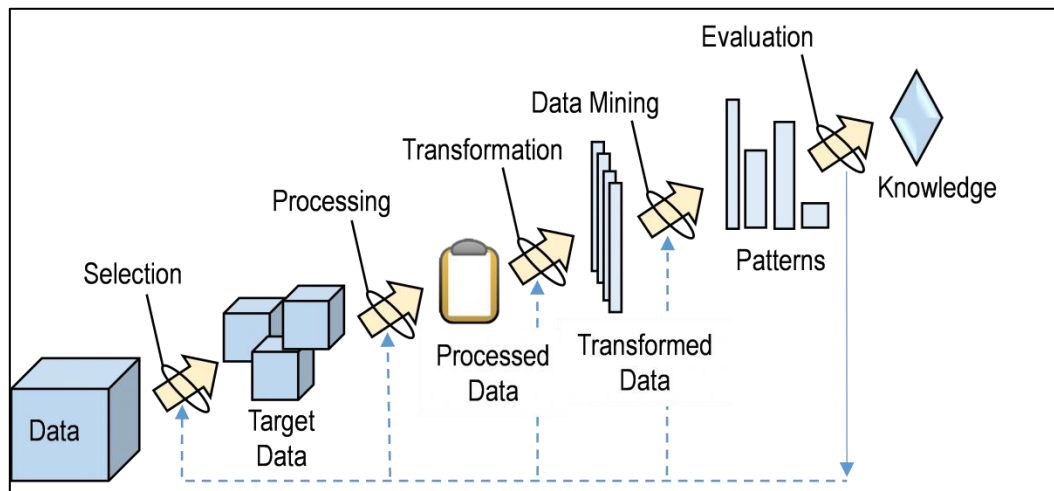 Evaluation
Data Mining
Transformation
Knowledge
Processing
Patterns
Selection
Transformed
Data
Processed
Data
Target
Data
Data